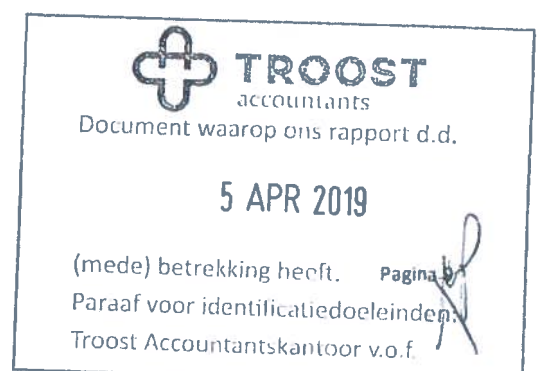 TROOST
accountants
Document waarop ons rapport d.d.
5 APR 2019
(mede) betrekking heeft. Pagina
Paraaf voor identificatiedoeleinden:
Troost Accountantskantoor v.o.f.